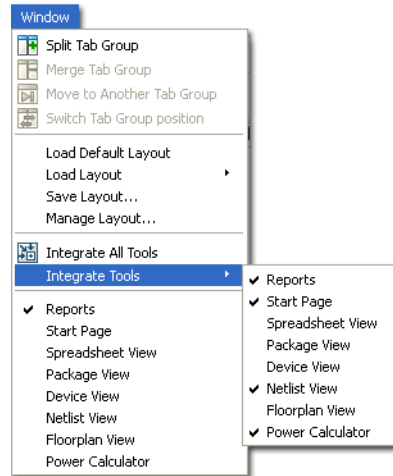 Window
Split Tab Group
Merge Tab Group
Move to Another Tab Group
Switch Tab Group position
Load Default Layout
Load Layout
Save Layout...
Manage Layout...
Integrate All Tools
Integrate Tools
Reports
Start Page
Spreadsheet View
Package View
Device View
Netlist View
Floorplan View
Power Calculator
Reports
Start Page
Spreadsheet View
Package View
Device View
Netlist View
Floorplan View
Power Calculator